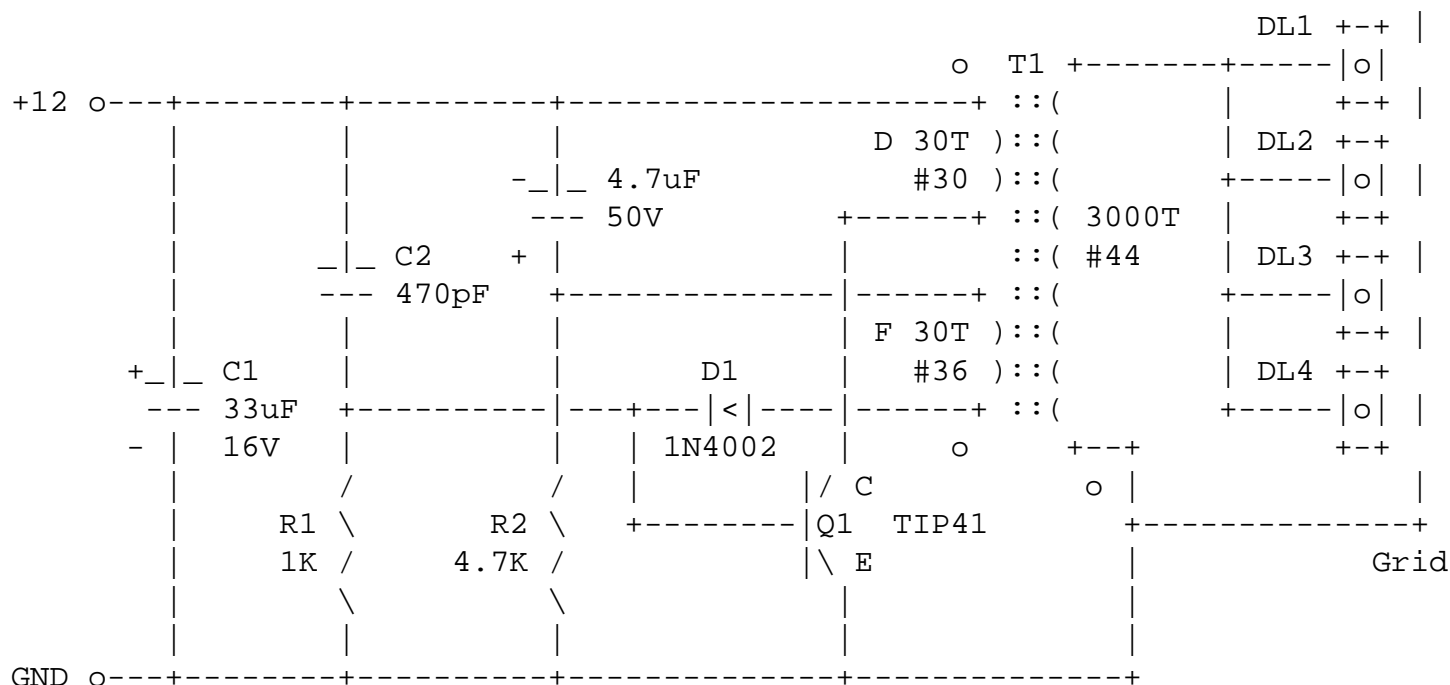 DL1 +-+ |
o T1 +-------+-----|o|
+12 o---+--------+----------+---------------------+ ::( | +-+ |
| | | D 30T )::( | DL2 +-+
| | -_|_ 4.7uF #30 )::( +-----|o| |
| | --- 50V +------+ ::( 3000T | +-+
| _|_ C2 + | | ::( #44 | DL3 +-+ |
| --- 470pF +--------------|------+ ::( +-----|o|
| | | | F 30T )::( | +-+ |
+_|_ C1 | | D1 | #36 )::( | DL4 +-+
--- 33uF +----------|---+---|<|----|------+ ::( +-----|o| |
- | 16V | | | 1N4002 | o +--+ +-+
| / / | |/ C o | |
| R1 \ R2 \ +--------|Q1 TIP41 +--------------+
| 1K / 4.7K / |\ E | Grid
| \ \ | |
| | | | |
GND o---+--------+----------+--------------+--------------+